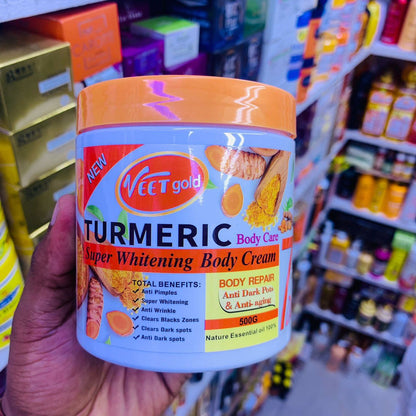 NEW
VEET gold
TURMERIC Body Care
Super Whitening Body Cream
TOTAL BENEFITS:
Anti Pimples
Super Whitening
Anti Wrinkle
Clears Blacks Zones
Clears Dark spots
Anti Dark spots
BODY REPAIR
Anti Dark Pots
& Anti-aging
500G
Nature Essential oil 100%